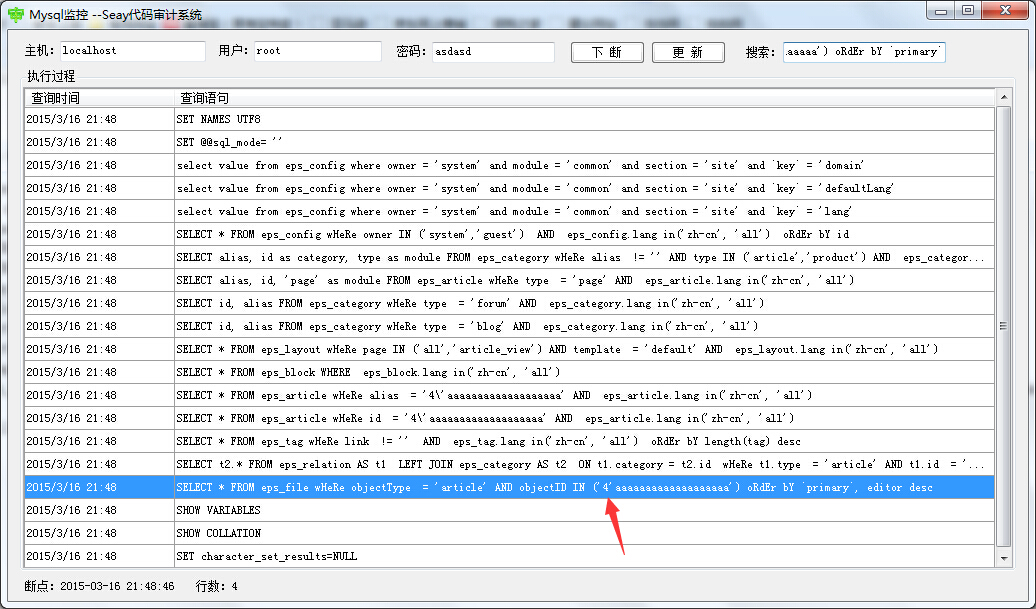 Mysql监控 --Seay代码审计系统
主机: localhost 用户: root 密码: asdasd 下 断 更 新 搜索: aaaaa') oRdEr bY `primary`
执行过程
查询时间 查询语句
2015/3/16 21:48 SET NAMES UTF8
2015/3/16 21:48 SET @@sql_mode= ''
2015/3/16 21:48 select value from eps_config where owner = 'system' and module = 'common' and section = 'site' and `key` = 'domain'
2015/3/16 21:48 select value from eps_config where owner = 'system' and module = 'common' and section = 'site' and `key` = 'defaultLang'
2015/3/16 21:48 select value from eps_config where owner = 'system' and module = 'common' and section = 'site' and `key` = 'lang'
2015/3/16 21:48 SELECT * FROM eps_config wHeRe owner IN ('system','guest') AND eps_config.lang in('zh-cn', 'all') oRdEr bY id
2015/3/16 21:48 SELECT alias, id as category, type as module FROM eps_category wHeRe alias != '' AND type IN ('article','product') AND eps_categor...
2015/3/16 21:48 SELECT alias, id, 'page' as module FROM eps_article wHeRe type = 'page' AND eps_article.lang in('zh-cn', 'all')
2015/3/16 21:48 SELECT id, alias FROM eps_category wHeRe type = 'forum' AND eps_category.lang in('zh-cn', 'all')
2015/3/16 21:48 SELECT id, alias FROM eps_category wHeRe type = 'blog' AND eps_category.lang in('zh-cn', 'all')
2015/3/16 21:48 SELECT * FROM eps_layout wHeRe page IN ('all','article_view') AND template = 'default' AND eps_layout.lang in('zh-cn', 'all')
2015/3/16 21:48 SELECT * FROM eps_block WHERE eps_block.lang in('zh-cn', 'all')
2015/3/16 21:48 SELECT * FROM eps_article wHeRe alias = '4\'aaaaaaaaaaaaaaaaaaa' AND eps_article.lang in('zh-cn', 'all')
2015/3/16 21:48 SELECT * FROM eps_article wHeRe id = '4\'aaaaaaaaaaaaaaaaaaa' AND eps_article.lang in('zh-cn', 'all')
2015/3/16 21:48 SELECT * FROM eps_tag wHeRe link != '' AND eps_tag.lang in('zh-cn', 'all') oRdEr bY length(tag) desc
2015/3/16 21:48 SELECT t2.* FROM eps_relation AS t1 LEFT JOIN eps_category AS t2 ON t1.category = t2.id wHeRe t1.type = 'article' AND t1.id = '...
2015/3/16 21:48 SELECT * FROM eps_file wHeRe objectType = 'article' AND objectID IN ('4'aaaaaaaaaaaaaaaaaaa') oRdEr bY `primary`, editor desc
2015/3/16 21:48 SHOW VARIABLES
2015/3/16 21:48 SHOW COLLATION
2015/3/16 21:48 SET character_set_results=NULL
断点: 2015-03-16 21:48:46 行数: 4